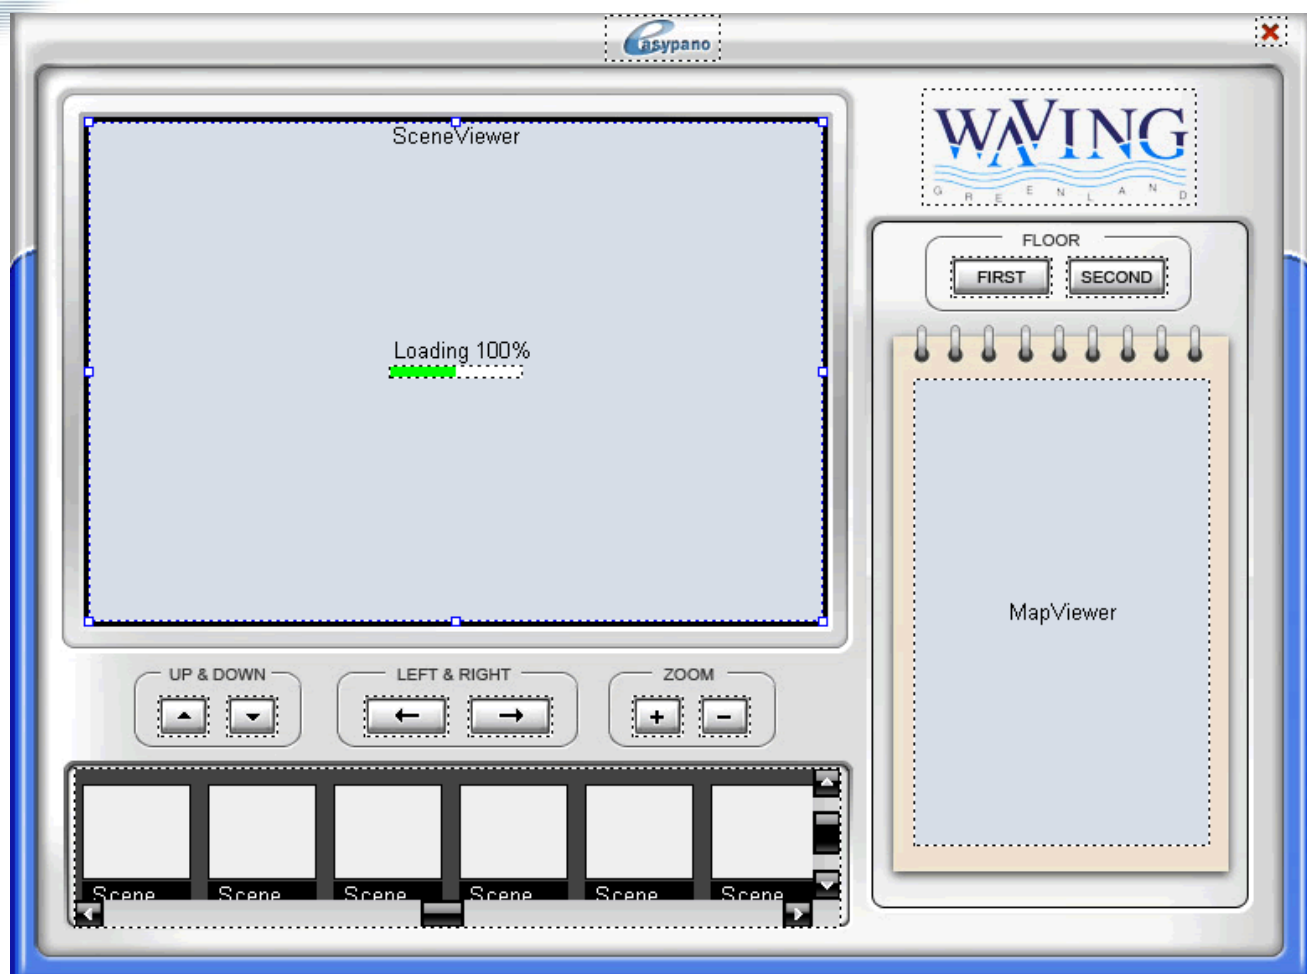 easypano
SceneViewer
Loading 100%
WAVING
GREENLAND
FLOOR
FIRST
SECOND
MapViewer
UP & DOWN
LEFT & RIGHT
ZOOM
Scene
Scene
Scene
Scene
Scene
Scene